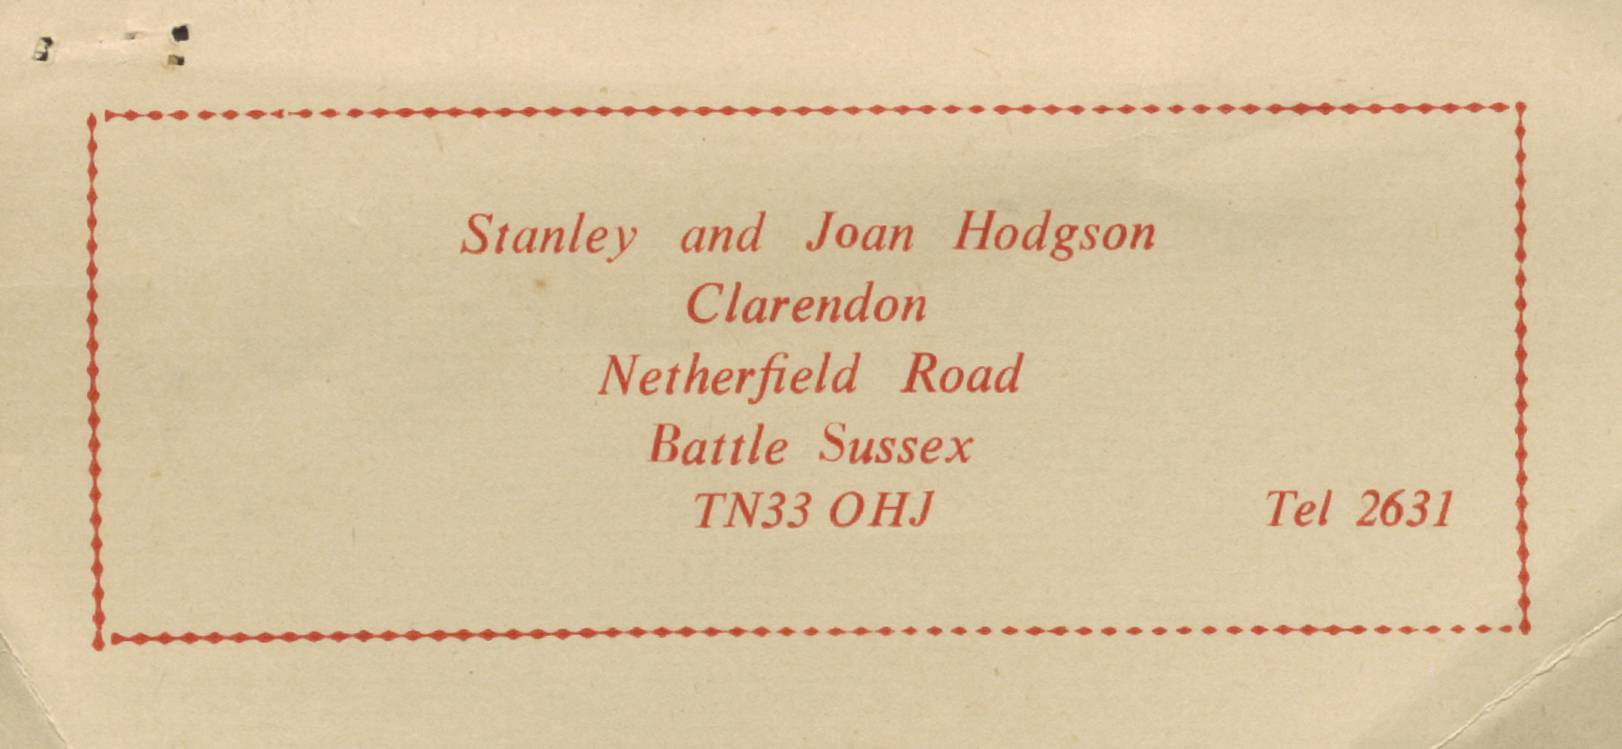 Stanley and Joan Hodgson
Clarendon
Netherfield Road
Battle Sussex
TN33 OHJ Tel 2631